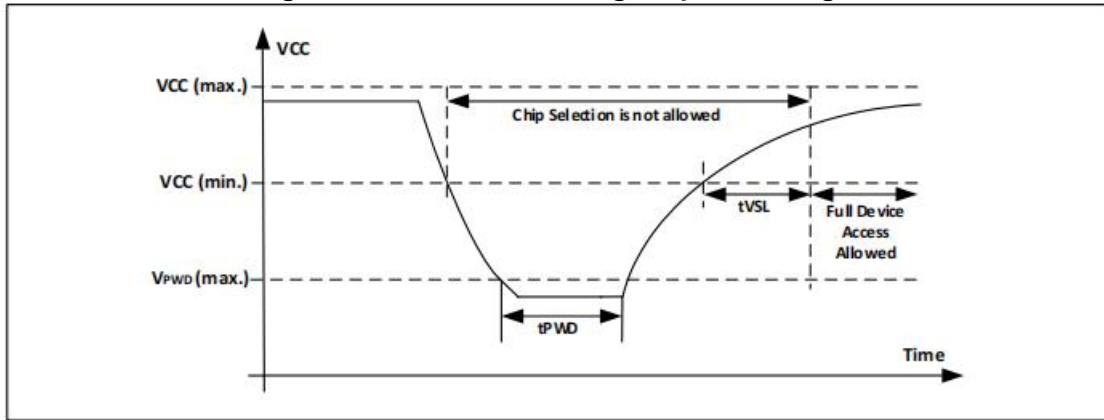 VCC
VCC (max.)
Chip Selection is not allowed
VCC (min.)
tVSL
Full Device
Access
Allowed
VPWD (max.)
tPWD
Time